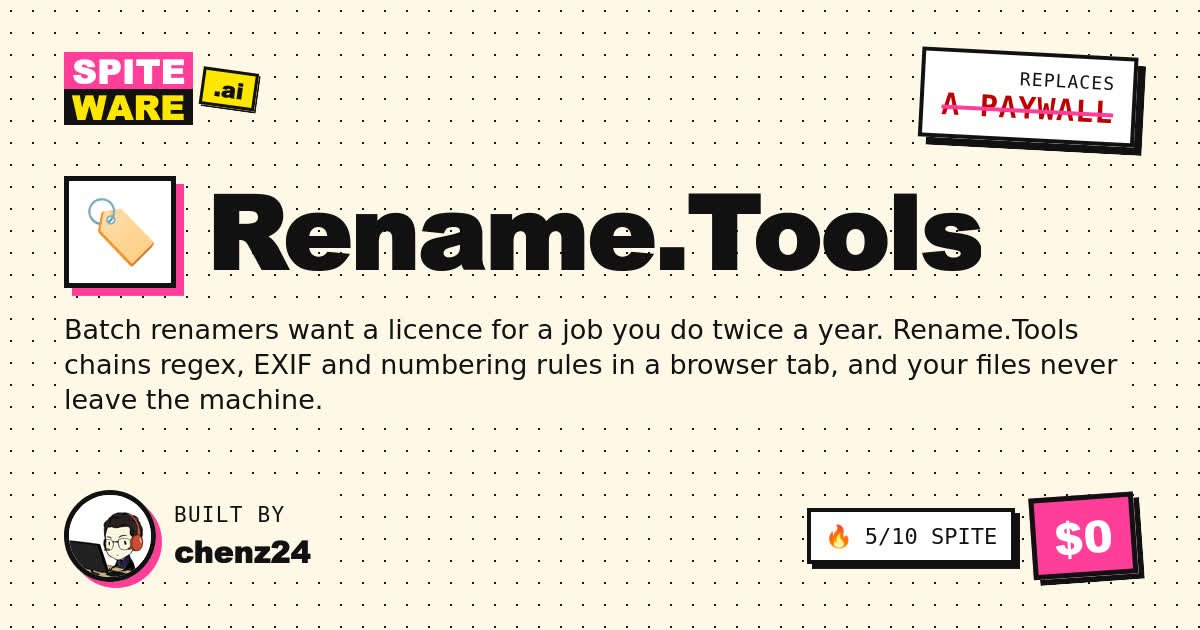 SPITE
WARE
.ai
REPLACES
A PAYWALL
Rename.Tools
Batch renamers want a licence for a job you do twice a year. Rename.Tools
chains regex, EXIF and numbering rules in a browser tab, and your files never
leave the machine.
BUILT BY
chenz24
5/10 SPITE
$0